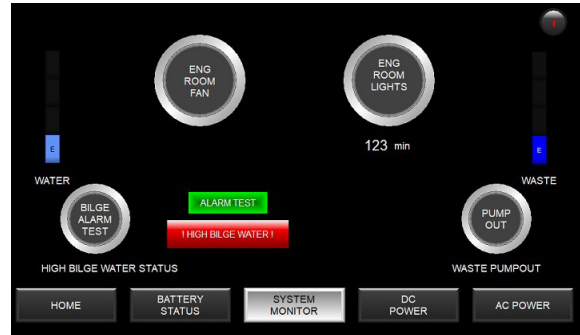 ENG
ROOM
FAN
ENG
ROOM
LIGHTS
123 min
E
E
WATER
WASTE
BILGE
ALARM
TEST
ALARM TEST
! HIGH BILGE WATER !
PUMP
OUT
HIGH BILGE WATER STATUS
WASTE PUMPOUT
HOME
BATTERY
STATUS
SYSTEM
MONITOR
DC
POWER
AC POWER